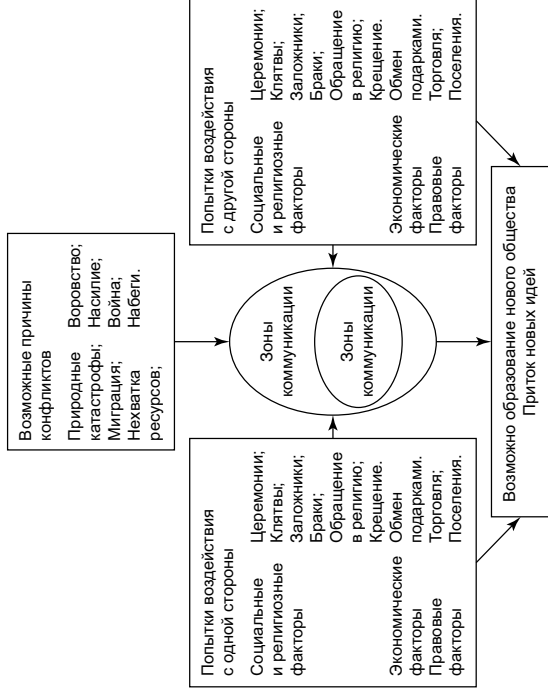 Возможные причины
конфликтов
Природные
катастрофы;
Миграция;
Нехватка
ресурсов;
Воровство;
Насилие;
Война;
Набеги.
Попытки воздействия
с одной стороны
Социальные
и религиозные
факторы
Церемонии;
Клятвы;
Заложники;
Браки;
Обращение
в религию;
Крещение.
Экономические
факторы
Правовые
факторы
Обмен
подарками.
Торговля;
Поселения.
Зоны
коммуникации
Зоны
коммуникации
Попытки воздействия
с другой стороны
Социальные
и религиозные
факторы
Церемонии;
Клятвы;
Заложники;
Браки;
Обращение
в религию;
Крещение.
Экономические
факторы
Правовые
факторы
Обмен
подарками.
Торговля;
Поселения.
Возможно образование нового общества
Приток новых идей